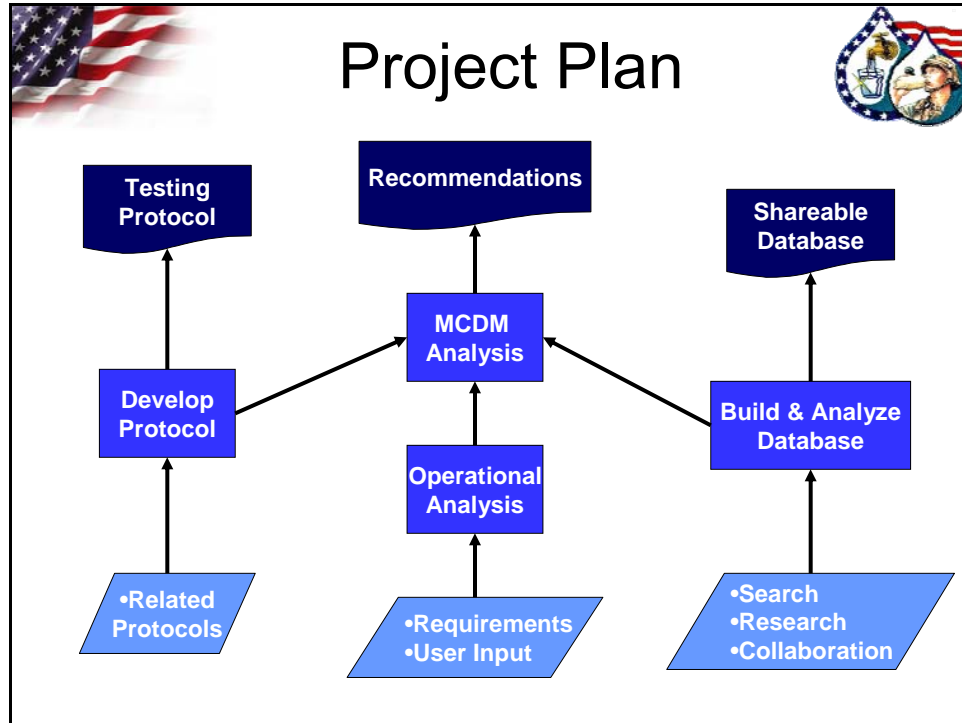 Project Plan
Testing
Protocol
Recommendations
Shareable
Database
MCDM
Analysis
Develop
Protocol
Build & Analyze
Database
Operational
Analysis
•Related
Protocols
•Requirements
•User Input
•Search
•Research
•Collaboration